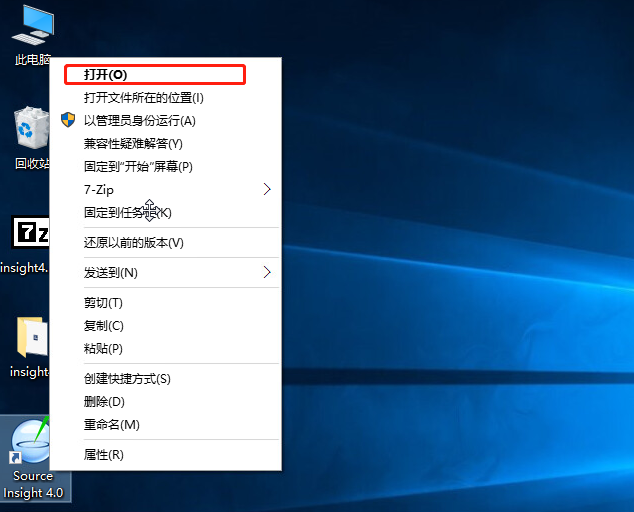 此电脑
打开(O)
打开文件所在的位置(I)
以管理员身份运行(A)
兼容性疑难解答(Y)
回收站
固定到"开始"屏幕(P)
7-Zip
固定到任务(K)
7z
还原以前的版本(V)
insight4.
发送到(N)
剪切(T)
复制(C)
粘贴(P)
insight
创建快捷方式(S)
删除(D)
重命名(M)
属性(R)
Source
Insight 4.0